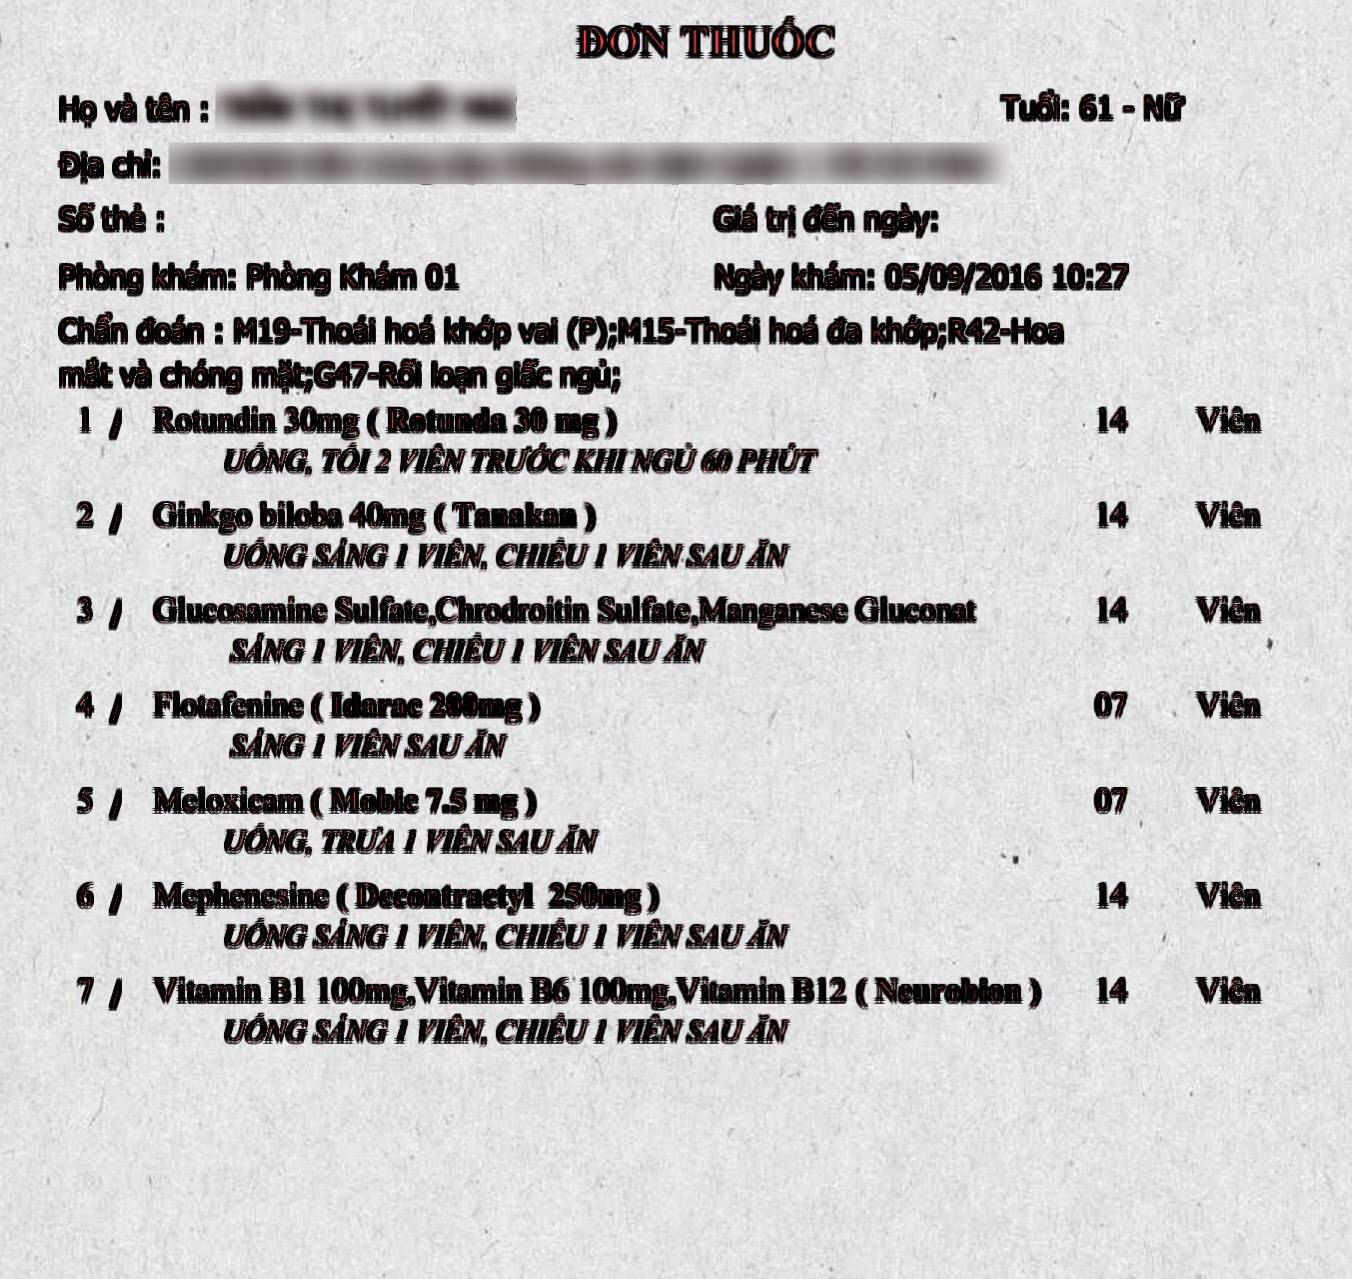 ĐƠN THUỐC
Họ và tên : Tuổi: 61 - Nữ
Địa chỉ:
Số thẻ : Giá trị đến ngày:
Phòng khám: Phòng Khám 01 Ngày khám: 05/09/2016 10:27
Chẩn đoán : M19-Thoái hoá khớp vai (P);M15-Thoái hoá đa khớp;R42-Hoa
mắt và chóng mặt;G47-Rối loạn giấc ngủ;
1 / Rotundin 30mg ( Rotunda 30 mg ) 14 Viên
UỐNG, TỐI 2 VIÊN TRƯỚC KHI NGỦ 60 PHÚT
2 / Ginkgo biloba 40mg ( Tanakan ) 14 Viên
UỐNG SÁNG 1 VIÊN, CHIỀU 1 VIÊN SAU ĂN
3 / Glucosamine Sulfate,Chrodroitin Sulfate,Manganese Gluconat 14 Viên
SÁNG 1 VIÊN, CHIỀU 1 VIÊN SAU ĂN
4 / Flotafenine ( Idarac 200mg ) 07 Viên
SÁNG 1 VIÊN SAU ĂN
5 / Meloxicam ( Mobic 7.5 mg ) 07 Viên
UỐNG, TRƯA 1 VIÊN SAU ĂN
6 / Mephenesine ( Decontractyl 250mg ) 14 Viên
UỐNG SÁNG 1 VIÊN, CHIỀU 1 VIÊN SAU ĂN
7 / Vitamin B1 100mg,Vitamin B6 100mg,Vitamin B12 ( Neurobion ) 14 Viên
UỐNG SÁNG 1 VIÊN, CHIỀU 1 VIÊN SAU ĂN